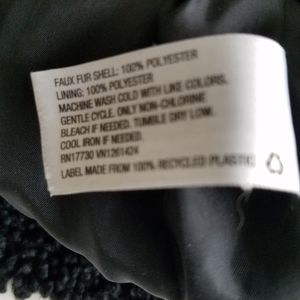 FAUX FUR SHELL: 100% POLYESTER
LINING: 100% POLYESTER
MACHINE WASH COLD WITH LIKE COLORS,
GENTLE CYCLE. ONLY NON-CHLORINE
BLEACH IF NEEDED. TUMBLE DRY LOW.
COOL IRON IF NEEDED.
RN17730 VN1261424
LABEL MADE FROM 100% RECYCLED PLASTIC